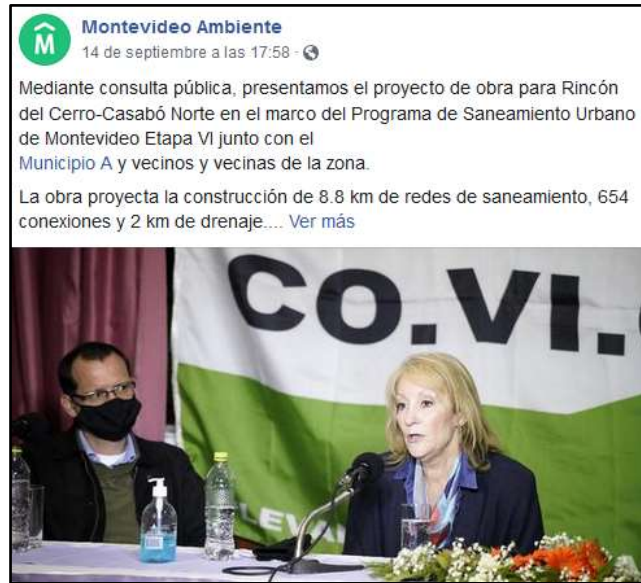 Montevideo Ambiente
14 de septiembre a las 17:58 ·
Mediante consulta pública, presentamos el proyecto de obra para Rincón
del Cerro-Casabó Norte en el marco del Programa de Saneamiento Urbano
de Montevideo Etapa VI junto con el
Municipio A y vecinos y vecinas de la zona.
La obra proyecta la construcción de 8.8 km de redes de saneamiento, 654
conexiones y 2 km de drenaje.... Ver más
CO.VI.